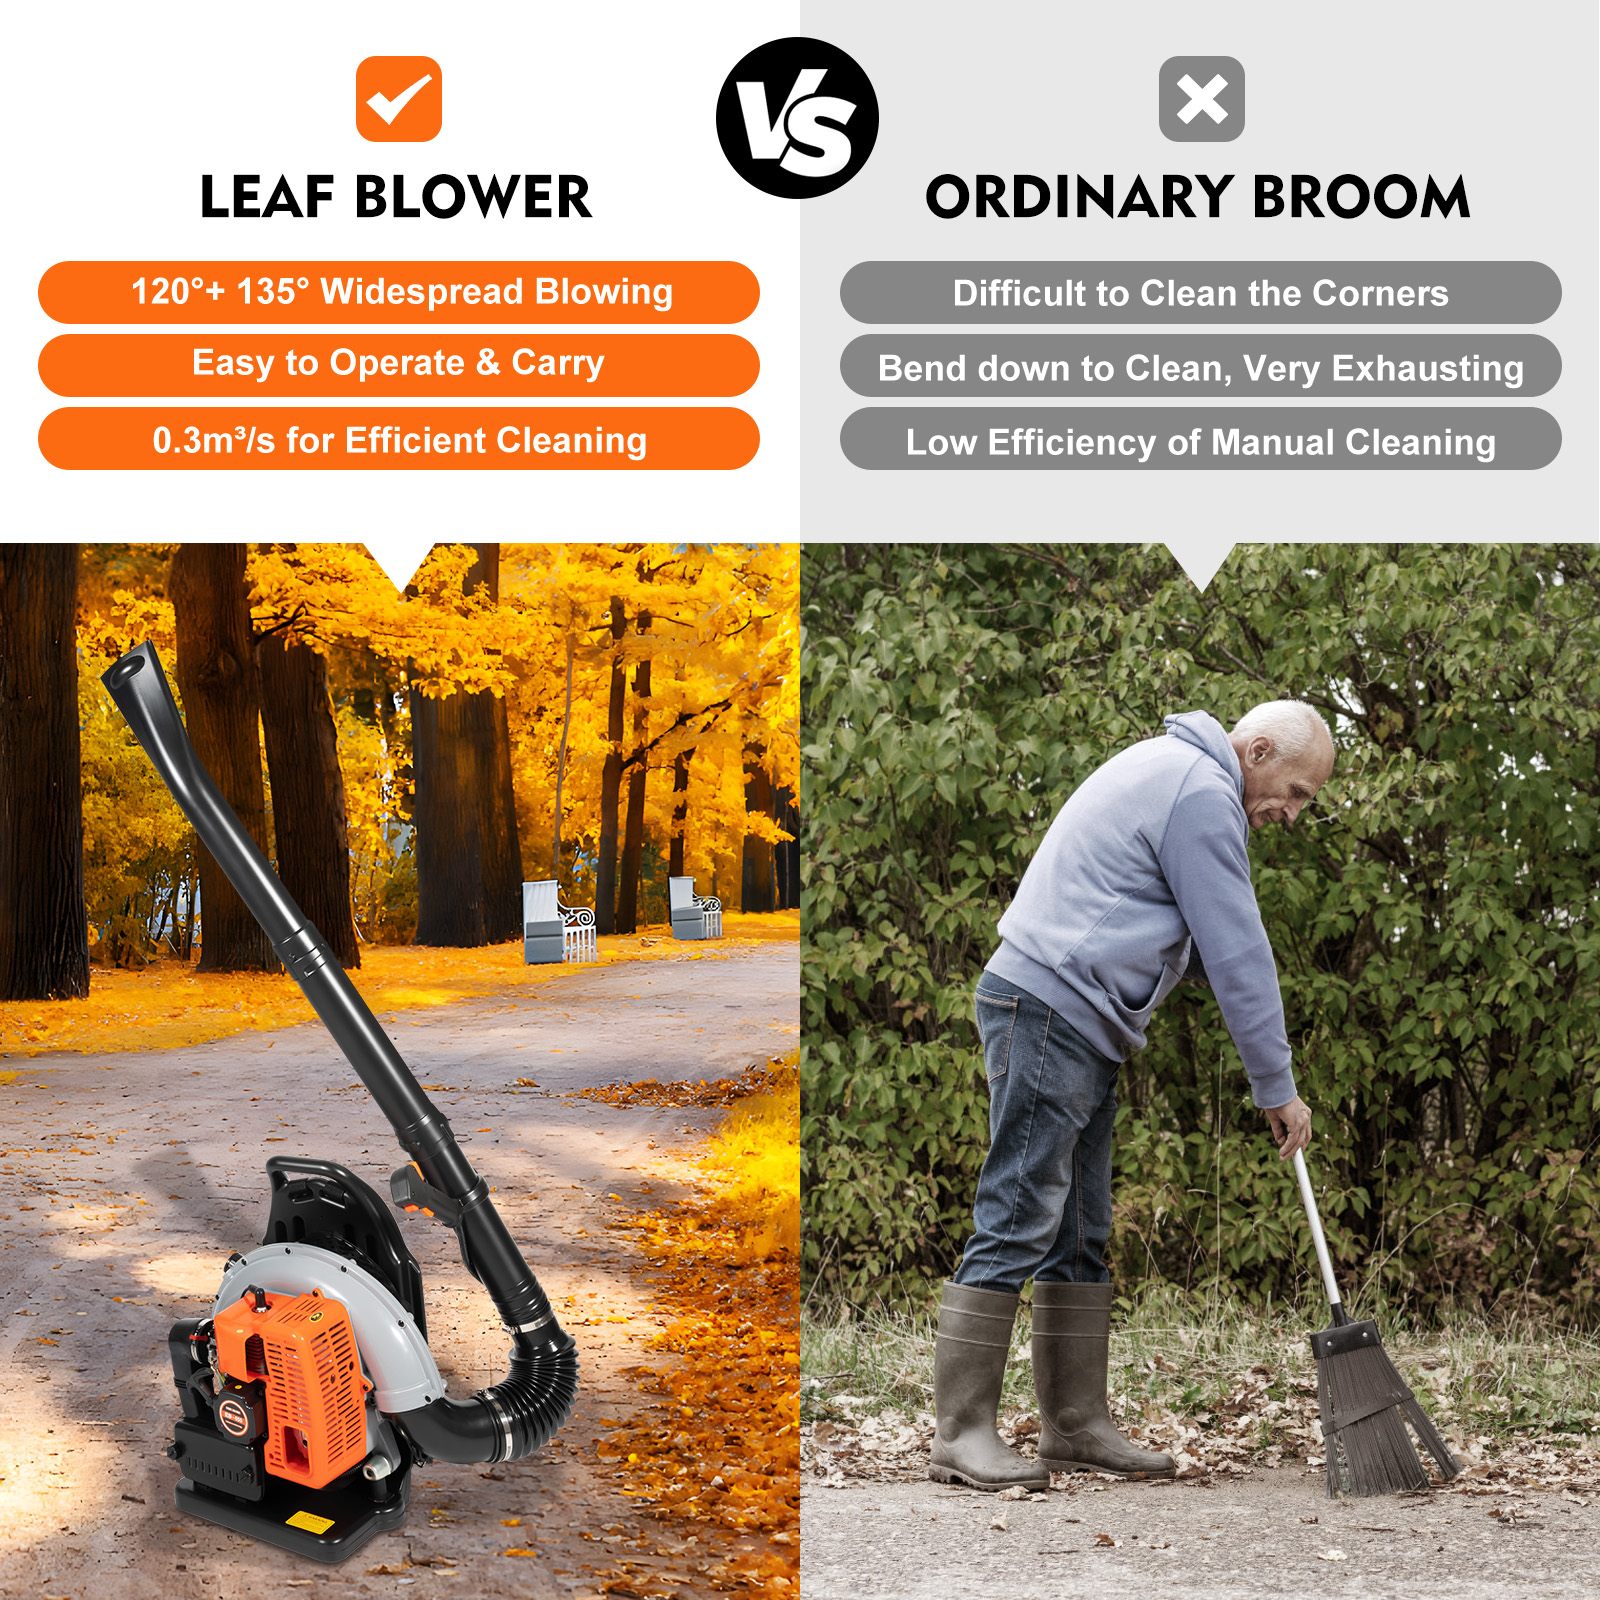 VS
LEAF BLOWER
120°+ 135° Widespread Blowing
Easy to Operate & Carry
0.3m³/s for Efficient Cleaning
ORDINARY BROOM
Difficult to Clean the Corners
Bend down to Clean, Very Exhausting
Low Efficiency of Manual Cleaning